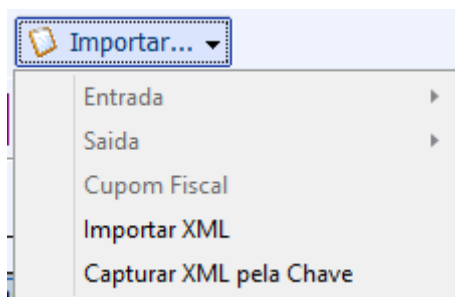 Importar...
Entrada
Saida
Cupom Fiscal
Importar XML
Capturar XML pela Chave